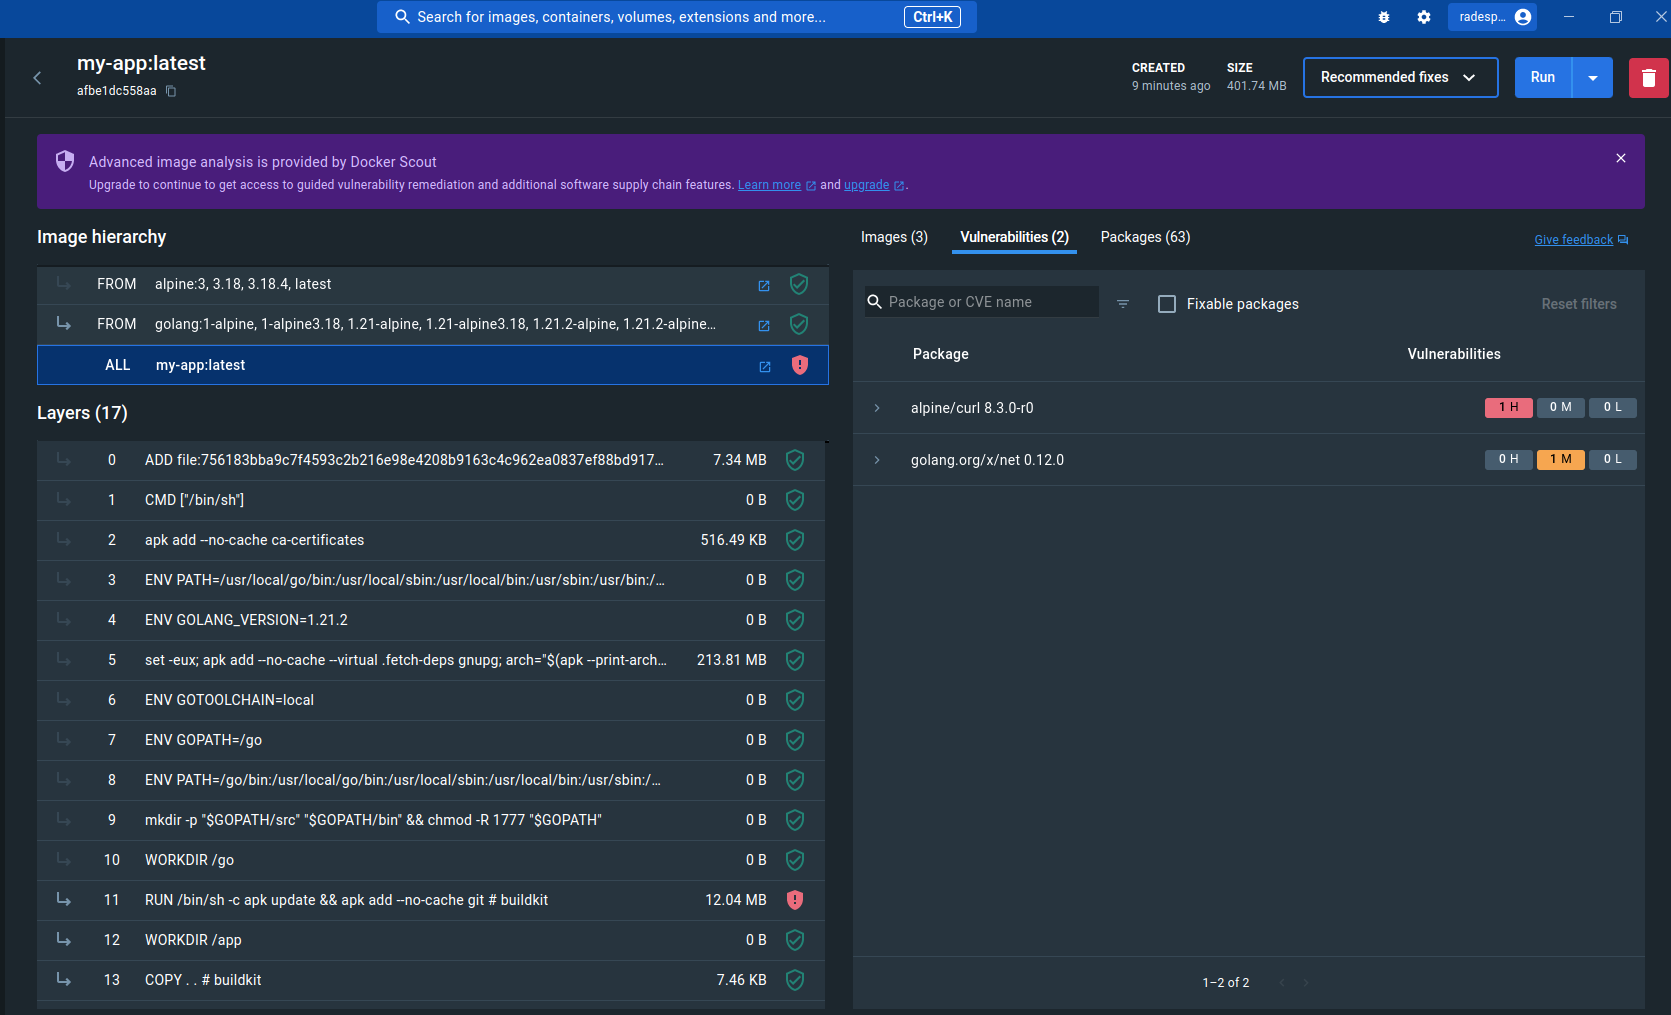 Search for images, containers, volumes, extensions and more... Ctrl+K radesp...
my-app:latest
afbe1dc558aa
CREATED SIZE
9 minutes ago 401.74 MB
Recommended fixes Run
Advanced image analysis is provided by Docker Scout
Upgrade to continue to get access to guided vulnerability remediation and additional software supply chain features. Learn more and upgrade .
Image hierarchy
FROM alpine:3, 3.18, 3.18.4, latest
FROM golang:1-alpine, 1-alpine3.18, 1.21-alpine, 1.21-alpine3.18, 1.21.2-alpine, 1.21.2-alpine...
ALL my-app:latest
Layers (17)
0 ADD file:756183bba9c7f4593c2b216e98e4208b9163c4c962ea0837ef88bd917... 7.34 MB
1 CMD ["/bin/sh"] 0 B
2 apk add --no-cache ca-certificates 516.49 KB
3 ENV PATH=/usr/local/go/bin:/usr/local/sbin:/usr/local/bin:/usr/sbin:/usr/bin:/... 0 B
4 ENV GOLANG_VERSION=1.21.2 0 B
5 set -eux; apk add --no-cache --virtual .fetch-deps gnupg; arch="$(apk --print-arch... 213.81 MB
6 ENV GOTOOLCHAIN=local 0 B
7 ENV GOPATH=/go 0 B
8 ENV PATH=/go/bin:/usr/local/go/bin:/usr/local/sbin:/usr/local/bin:/usr/sbin:/... 0 B
9 mkdir -p "$GOPATH/src" "$GOPATH/bin" && chmod -R 1777 "$GOPATH" 0 B
10 WORKDIR /go 0 B
11 RUN /bin/sh -c apk update && apk add --no-cache git # buildkit 12.04 MB
12 WORKDIR /app 0 B
13 COPY . . # buildkit 7.46 KB
Images (3) Vulnerabilities (2) Packages (63) Give feedback
Package or CVE name Fixable packages Reset filters
Package Vulnerabilities
alpine/curl 8.3.0-r0 1 H 0 M 0 L
golang.org/x/net 0.12.0 0 H 1 M 0 L
1–2 of 2